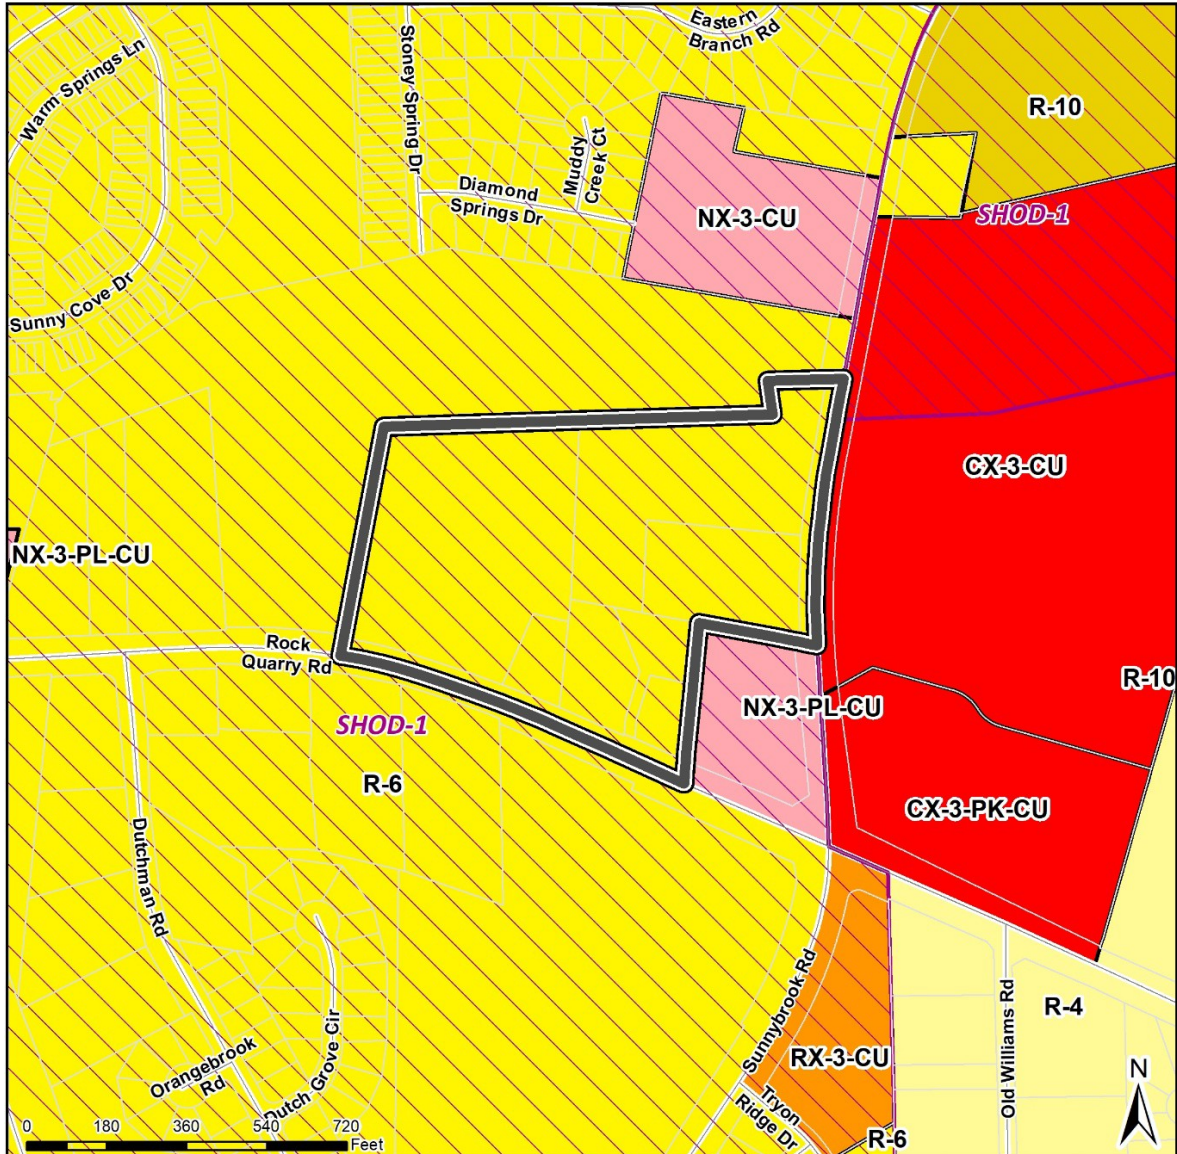 Eastern
Branch Rd
Stoney Spring Dr
Warm Springs Ln
R-10
Muddy
Creek Ct
Diamond
Springs Dr
NX-3-CU
SHOD-1
Sunny Cove Dr
CX-3-CU
NX-3-PL-CU
Rock
Quarry Rd
R-10
NX-3-PL-CU
SHOD-1
R-6
CX-3-PK-CU
Dutchman Rd
Sunnybrook Rd
Old Williams Rd
R-4
Dutch Grove Cir
Orangebrook
Rd
RX-3-CU
Tryon
Ridge Dr
R-6
N
0 180 360 540 720
Feet